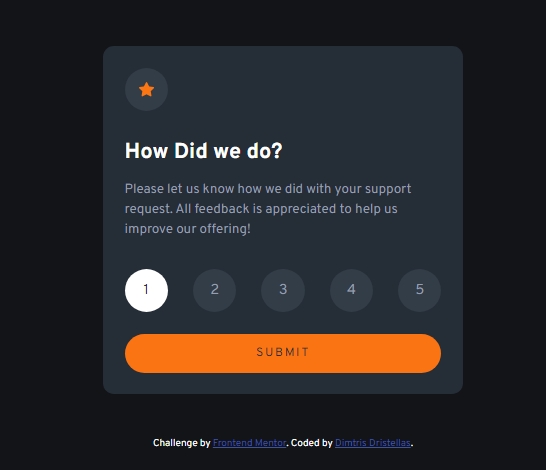 How Did we do?
Please let us know how we did with your support
request. All feedback is appreciated to help us
improve our offering!
1 2 3 4 5
SUBMIT
Challenge by Frontend Mentor. Coded by Dimtris Dristellas.